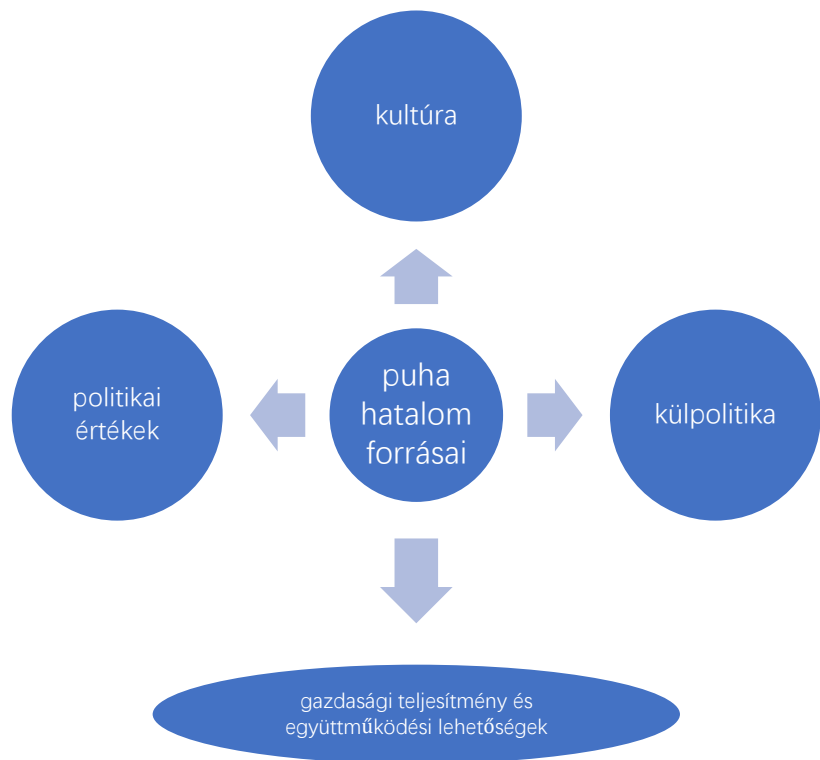 kultúra
politikai
értékek
puha
hatalom
forrásai
külpolitika
gazdasági teljesítmény és
együttműködési lehetőségek